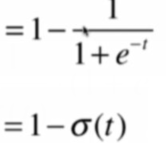 = 1 − 1 / (1 + e^{−t})
= 1 − σ(t)